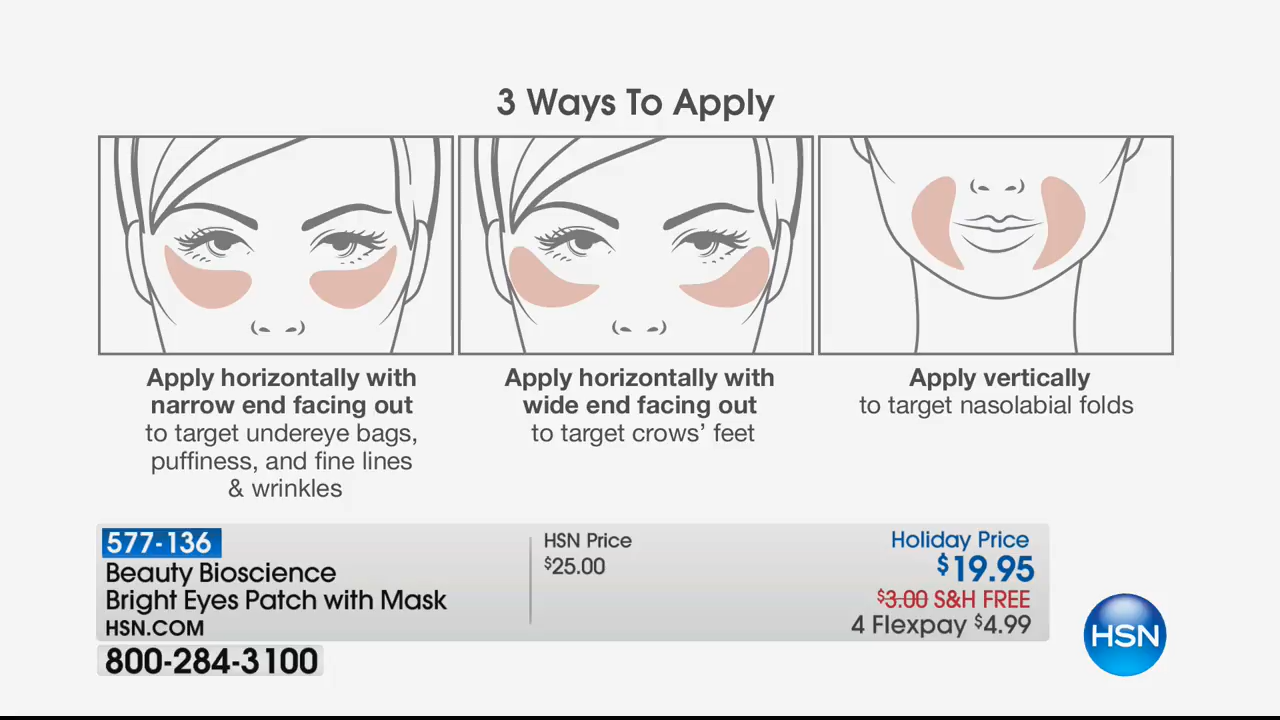 3 Ways To Apply
Apply horizontally with
narrow end facing out
to target undereye bags,
puffiness, and fine lines
& wrinkles
Apply horizontally with
wide end facing out
to target crows’ feet
Apply vertically
to target nasolabial folds
577-136
Beauty Bioscience
Bright Eyes Patch with Mask
HSN.COM
800-284-3100
HSN Price
$25.00
Holiday Price
$19.95
$3.00 S&H FREE
4 Flexpay $4.99
HSN